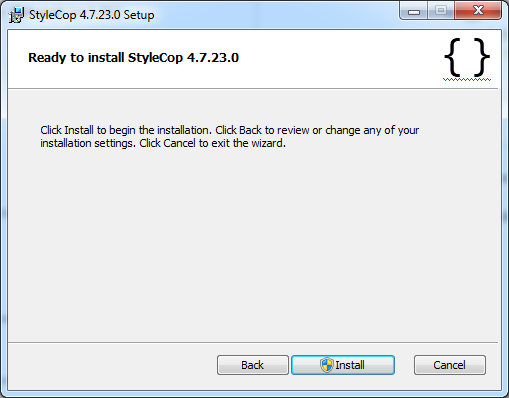 StyleCop 4.7.23.0 Setup
Ready to install StyleCop 4.7.23.0
{ }
Click Install to begin the installation. Click Back to review or change any of your
installation settings. Click Cancel to exit the wizard.
Back Install Cancel